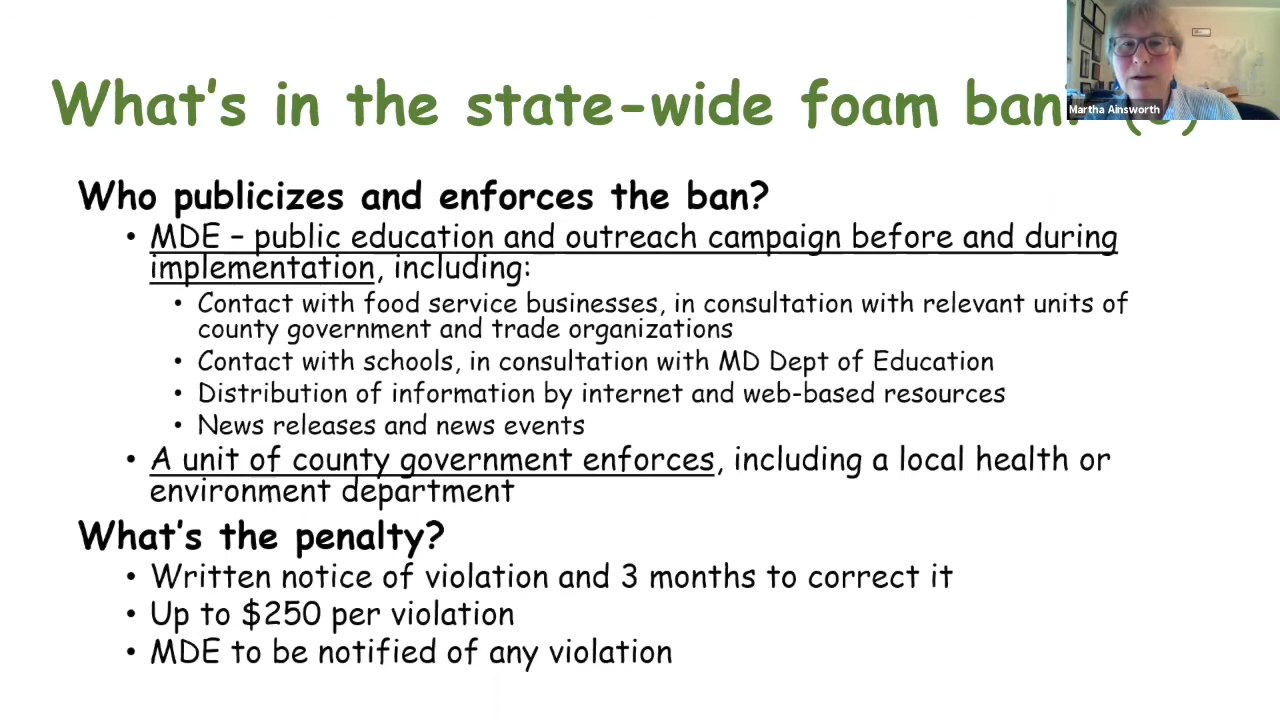 What's in the state-wide foam ban
Martha Ainsworth
Who publicizes and enforces the ban?
• MDE – public education and outreach campaign before and during
implementation, including:
• Contact with food service businesses, in consultation with relevant units of
county government and trade organizations
• Contact with schools, in consultation with MD Dept of Education
• Distribution of information by internet and web-based resources
• News releases and news events
• A unit of county government enforces, including a local health or
environment department
What's the penalty?
• Written notice of violation and 3 months to correct it
• Up to $250 per violation
• MDE to be notified of any violation